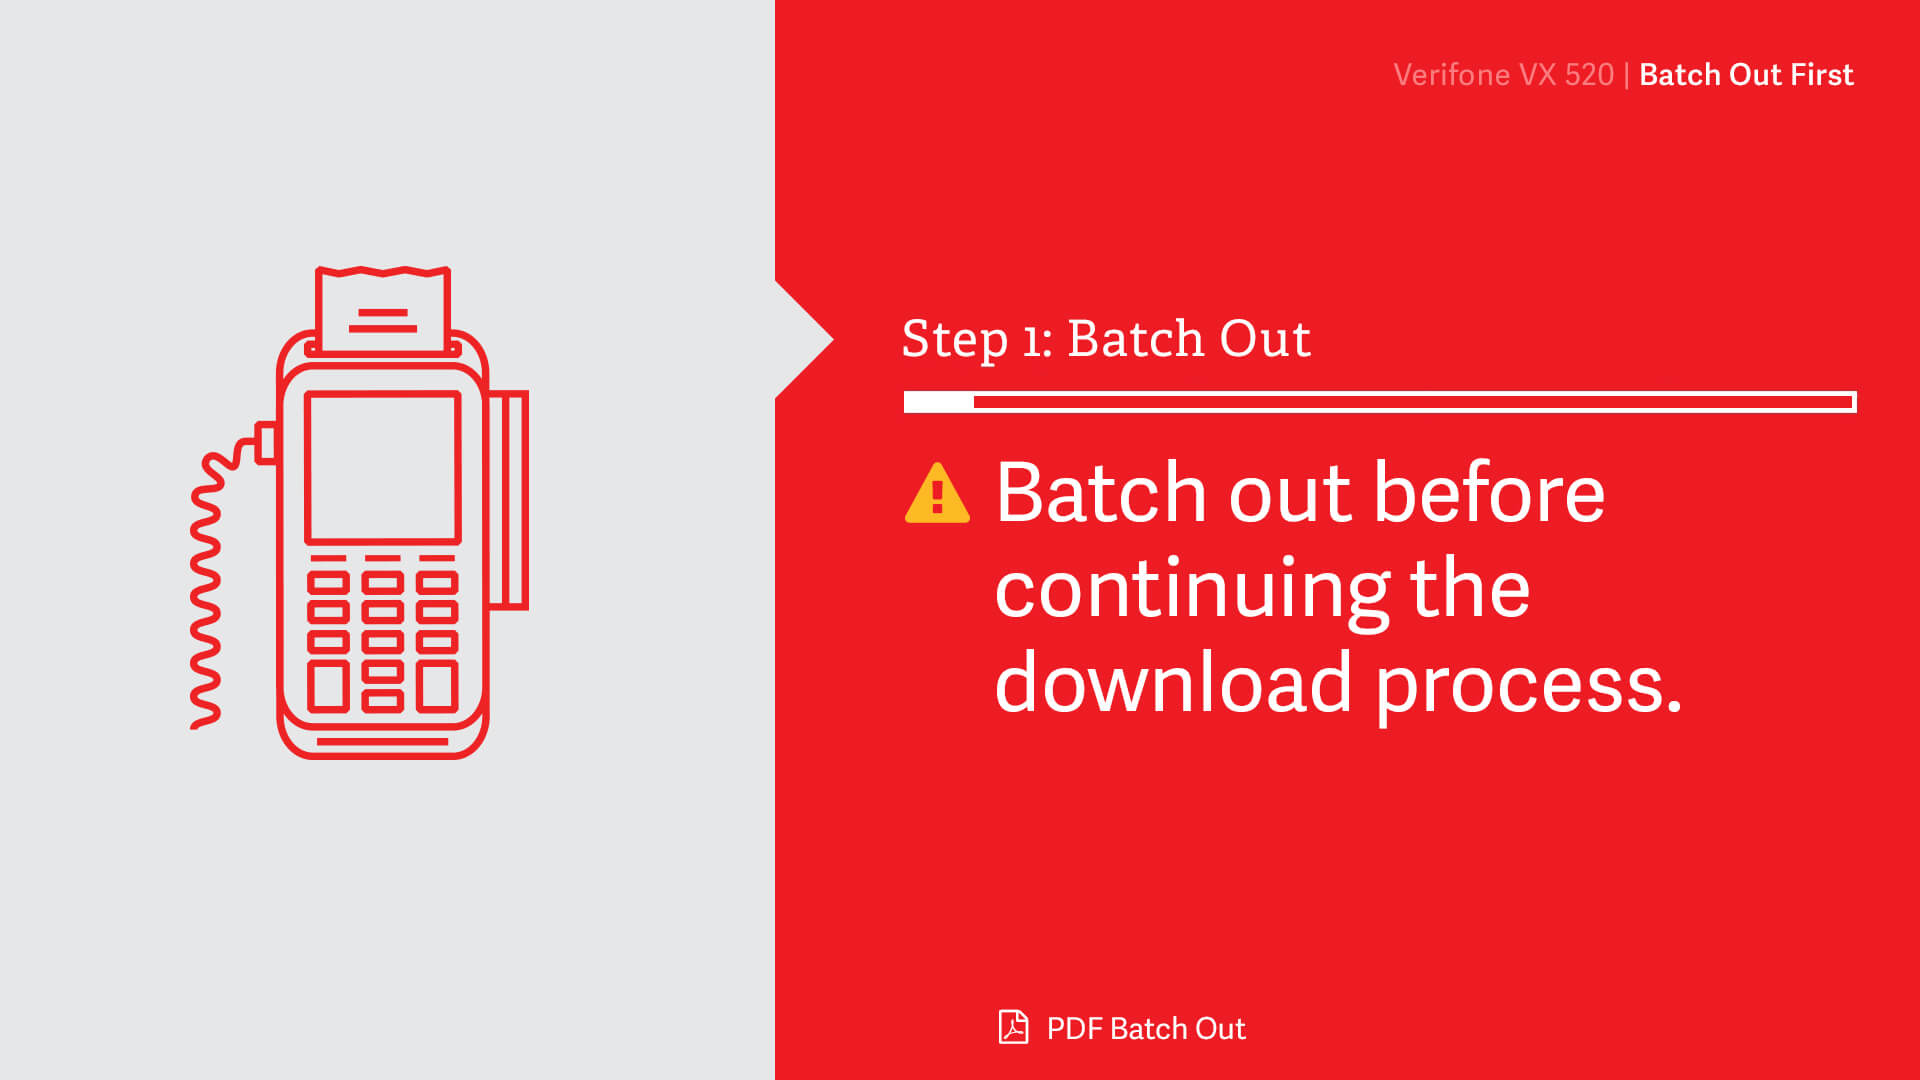 Verifone VX 520 | Batch Out First
Step 1: Batch Out
Batch out before
continuing the
download process.
PDF Batch Out